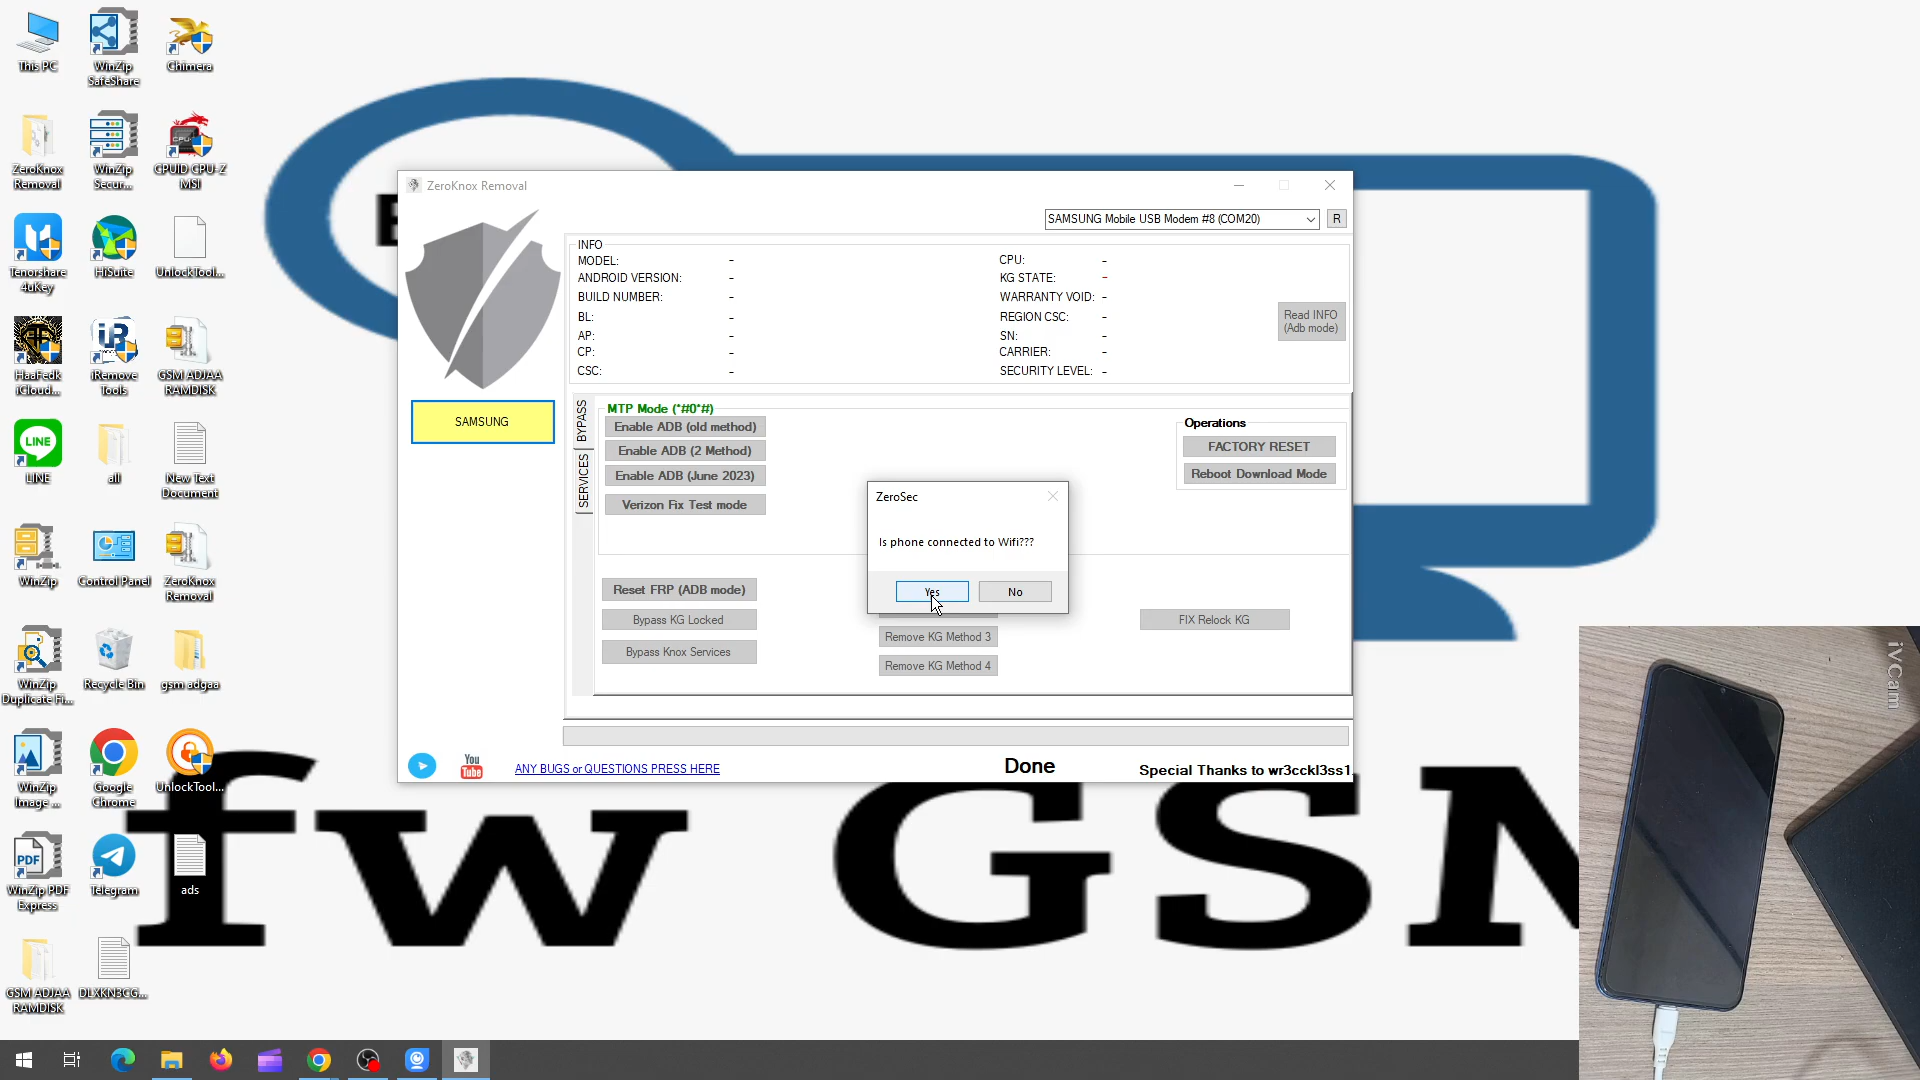 This PC
WinZip
SafeShare
Chimera
ZeroKnox
Removal
WinZip
Secur...
CPUID CPU-Z
MSI
Tenorshare
4uKey
HiSuite
UnlockTool...
HaaFedk
iCloud...
iRemove
Tools
GSM ADJAA
RAMDISK
LINE
all
New Text
Document
WinZip
Control Panel
ZeroKnox
Removal
WinZip
Duplicate Fi...
Recycle Bin
gsm adgaa
WinZip
Image ...
Google
Chrome
UnlockTool...
WinZip PDF
Express
Telegram
ads
GSM ADJAA
RAMDISK
DLXKN3CG...
ZeroKnox Removal
SAMSUNG Mobile USB Modem #8 (COM20)
R
INFO
MODEL: -
ANDROID VERSION: -
BUILD NUMBER: -
BL: -
AP: -
CP: -
CSC: -
CPU: -
KG STATE: -
WARRANTY VOID: -
REGION CSC: -
SN: -
CARRIER: -
SECURITY LEVEL: -
Read INFO
(Adb mode)
SAMSUNG
BYPASS
SERVICES
MTP Mode (*#0*#)
Enable ADB (old method)
Enable ADB (2 Method)
Enable ADB (June 2023)
Verizon Fix Test mode
Operations
FACTORY RESET
Reboot Download Mode
ZeroSec
Is phone connected to Wifi???
Yes
No
Reset FRP (ADB mode)
Bypass KG Locked
Bypass Knox Services
Remove KG Method 3
Remove KG Method 4
FIX Relock KG
You
Tube
ANY BUGS or QUESTIONS PRESS HERE
Done
Special Thanks to wr3cckl3ss1
fw GSM
iVCam